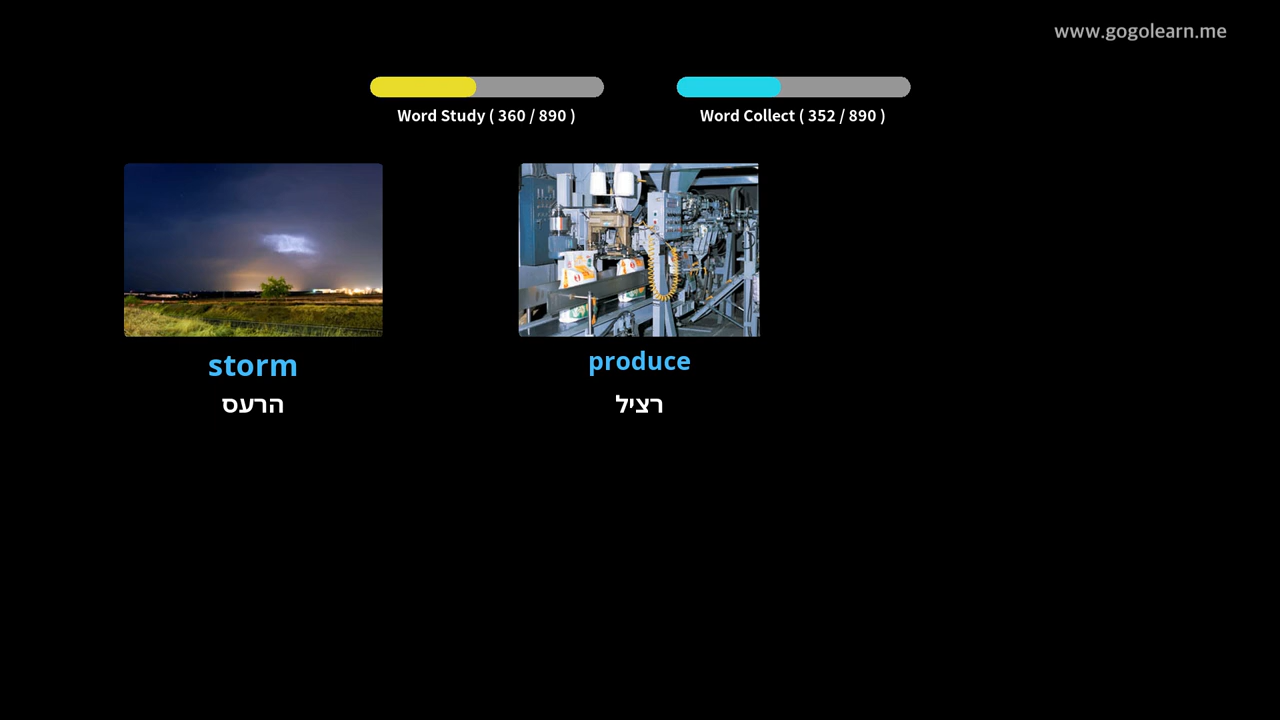 www.gogolearn.me
Word Study ( 360 / 890 )
Word Collect ( 352 / 890 )
storm
הרעס
produce
רציל